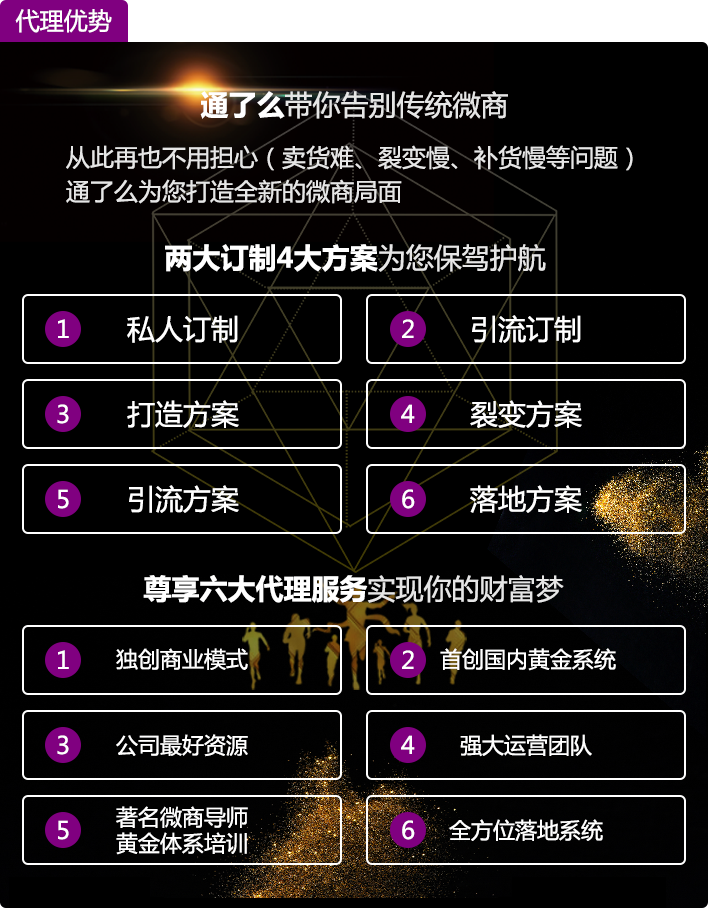 代理优势
通了么带你告别传统微商
从此再也不用担心（卖货难、裂变慢、补货慢等问题）
通了么为您打造全新的微商局面
两大订制4大方案为您保驾护航
1 私人订制
2 引流订制
3 打造方案
4 裂变方案
5 引流方案
6 落地方案
尊享六大代理服务实现你的财富梦
1 独创商业模式
2 首创国内黄金系统
3 公司最好资源
4 强大运营团队
5 著名微商导师
黄金体系培训
6 全方位落地系统